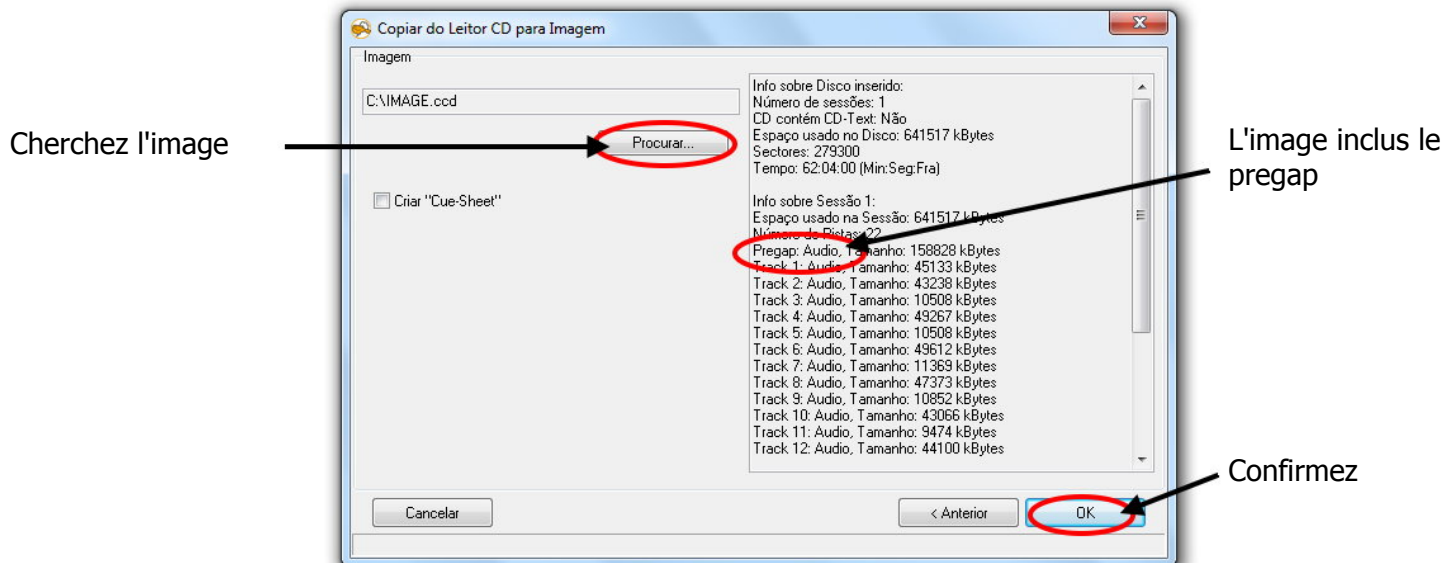 Copiar do Leitor CD para Imagem
Imagem
C:\IMAGE.ccd
Procurar...
Criar "Cue-Sheet"
Info sobre Disco inserido:
Número de sessões: 1
CD contém CD-Text: Não
Espaço usado no Disco: 641517 kBytes
Sectores: 279300
Tempo: 62:04:00 (Min:Seg:Fra)
Info sobre Sessão 1:
Espaço usado na Sessão: 641517 kBytes
Número de Pistas: 22
Pregap: Audio, Tamanho: 158828 kBytes
Track 1: Audio, Tamanho: 45133 kBytes
Track 2: Audio, Tamanho: 43238 kBytes
Track 3: Audio, Tamanho: 10508 kBytes
Track 4: Audio, Tamanho: 49267 kBytes
Track 5: Audio, Tamanho: 10508 kBytes
Track 6: Audio, Tamanho: 49612 kBytes
Track 7: Audio, Tamanho: 11369 kBytes
Track 8: Audio, Tamanho: 47373 kBytes
Track 9: Audio, Tamanho: 10852 kBytes
Track 10: Audio, Tamanho: 43066 kBytes
Track 11: Audio, Tamanho: 9474 kBytes
Track 12: Audio, Tamanho: 44100 kBytes
Cancelar
< Anterior
OK
Cherchez l'image
L'image inclus le
pregap
Confirmez